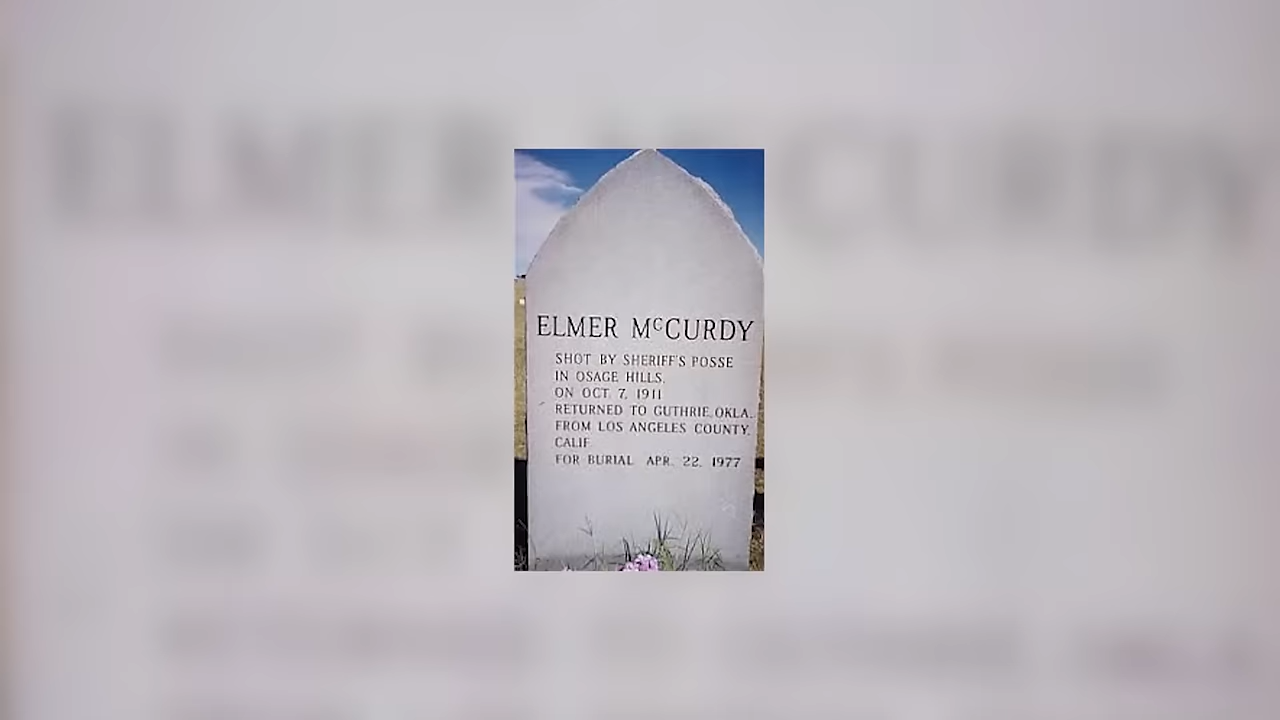 ELMER McCURDY
SHOT BY SHERIFF'S POSSE
IN OSAGE HILLS,
ON OCT. 7, 1911
RETURNED TO GUTHRIE, OKLA.
FROM LOS ANGELES COUNTY,
CALIF.
FOR BURIAL APR. 22, 1977